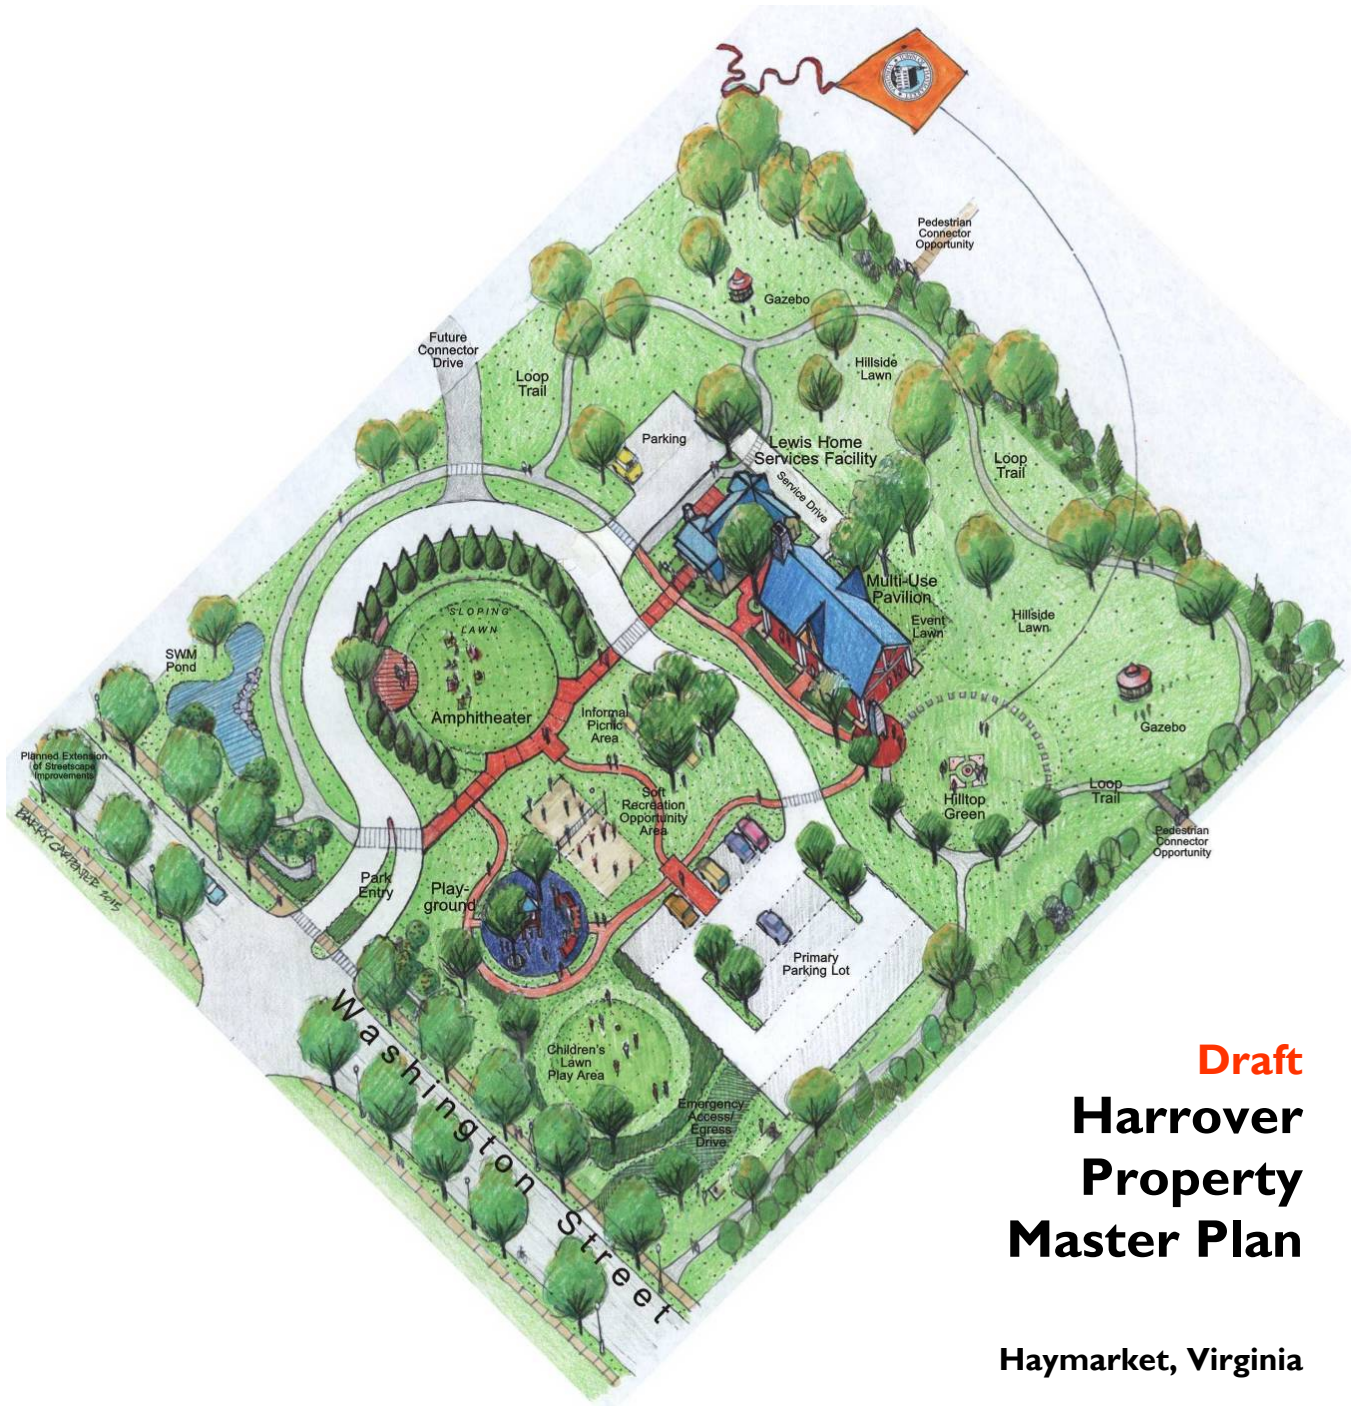 Pedestrian
Connector
Opportunity
Gazebo
Future
Connector
Drive
Hillside
Lawn
Loop
Trail
Parking
Lewis Home
Services Facility
Loop
Trail
Service Drive
Multi-Use
Pavilion
SLOPING
LAWN
Event
Lawn
Hillside
Lawn
SWM
Pond
Amphitheater
Informal
Picnic
Area
Gazebo
Planned Extension
of Streetscape
Improvements
Soft
Recreation
Opportunity
Area
Hilltop
Green
Loop
Trail
Pedestrian
Connector
Opportunity
BARRY CARPENTER 2015
Park
Entry
Play-
ground
Primary
Parking Lot
Children's
Lawn
Play Area
Emergency
Access/
Egress
Drive
Washington Street
Draft
Harrover
Property
Master Plan
Haymarket, Virginia